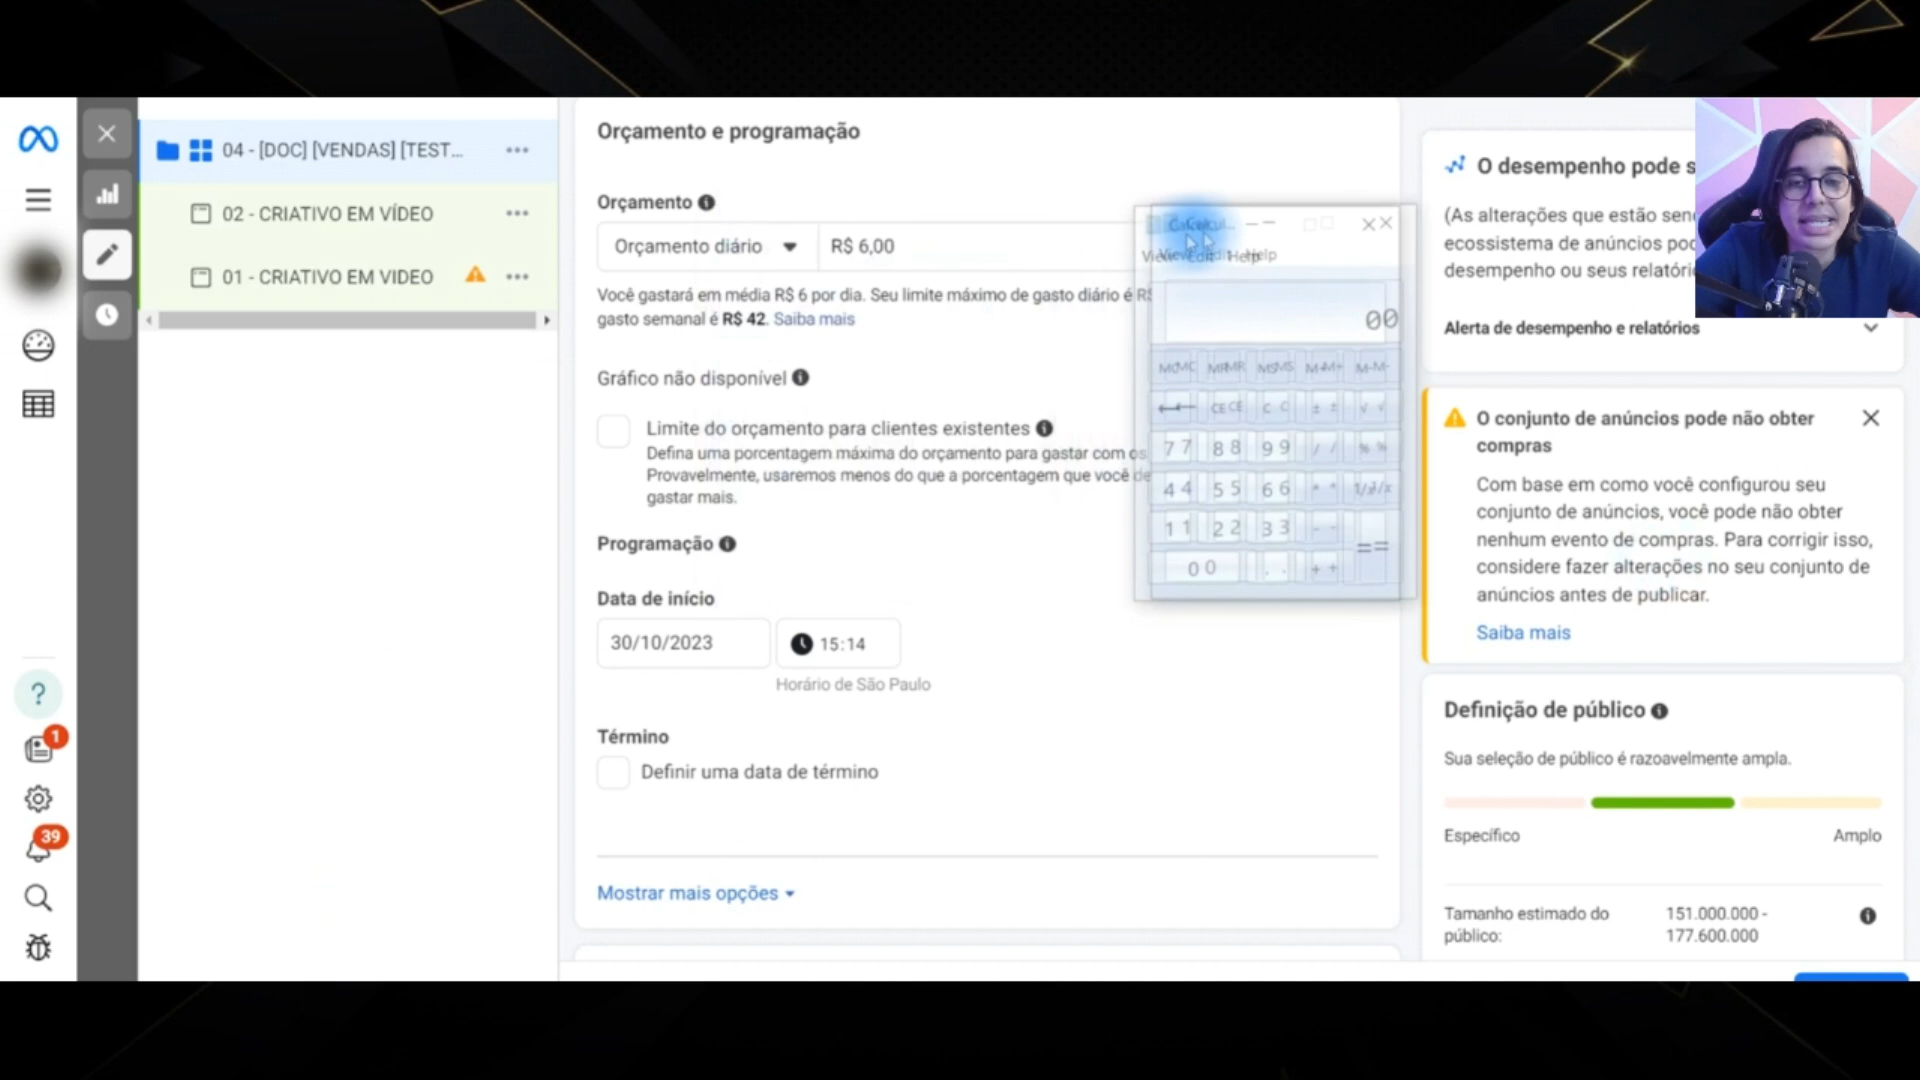 04 - [DOC] [VENDAS] [TEST...
02 - CRIATIVO EM VÍDEO
01 - CRIATIVO EM VIDEO
1
39
Orçamento e programação
Orçamento
Orçamento diário
R$ 6,00
Você gastará em média R$ 6 por dia. Seu limite máximo de gasto diário é
gasto semanal é R$ 42. Saiba mais
Gráfico não disponível
Limite do orçamento para clientes existentes
Defina uma porcentagem máxima do orçamento para gastar com os
Provavelmente, usaremos menos do que a porcentagem que você
gastar mais.
Programação
Data de início
30/10/2023
15:14
Horário de São Paulo
Término
Definir uma data de término
Mostrar mais opções
O desempenho pode s
(As alterações que estão sen
ecossistema de anúncios po
desempenho ou seus relatóri
Alerta de desempenho e relatórios
O conjunto de anúncios pode não obter
compras
Com base em como você configurou seu
conjunto de anúncios, você pode não obter
nenhum evento de compras. Para corrigir isso,
considere fazer alterações no seu conjunto de
anúncios antes de publicar.
Saiba mais
Definição de público
Sua seleção de público é razoavelmente ampla.
Específico
Amplo
Tamanho estimado do
público:
151.000.000 -
177.600.000